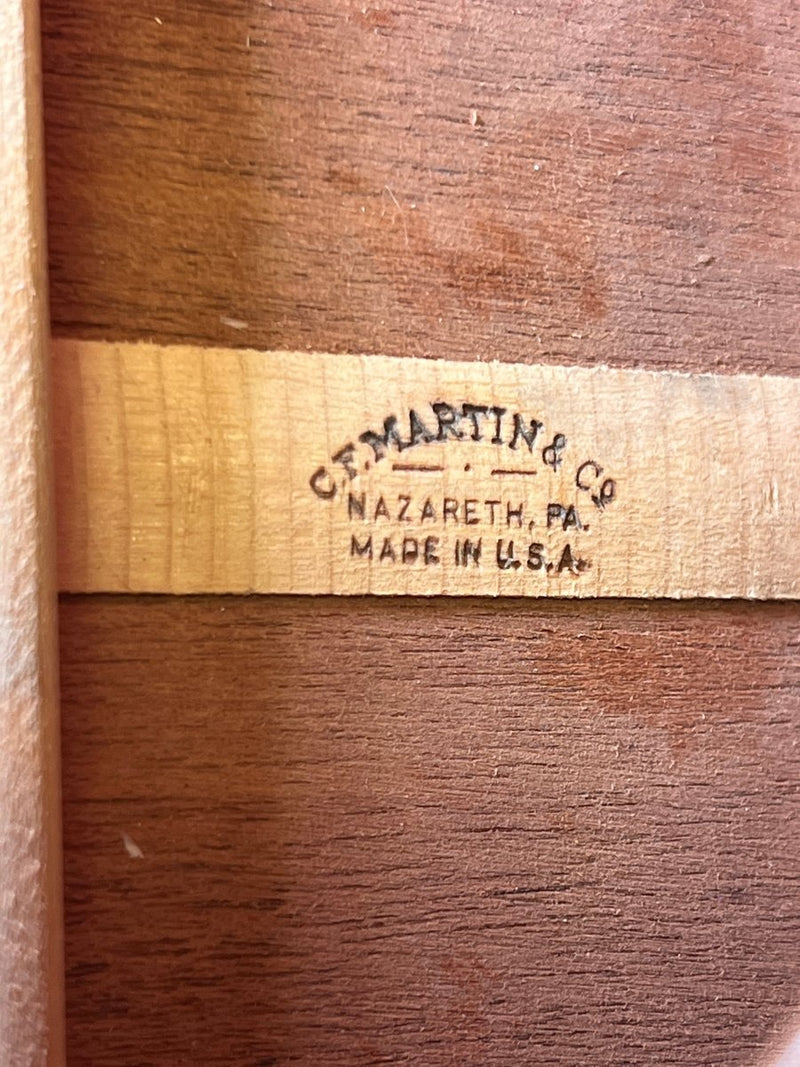 C.F. MARTIN & CO.
NAZARETH, PA.
MADE IN U.S.A.